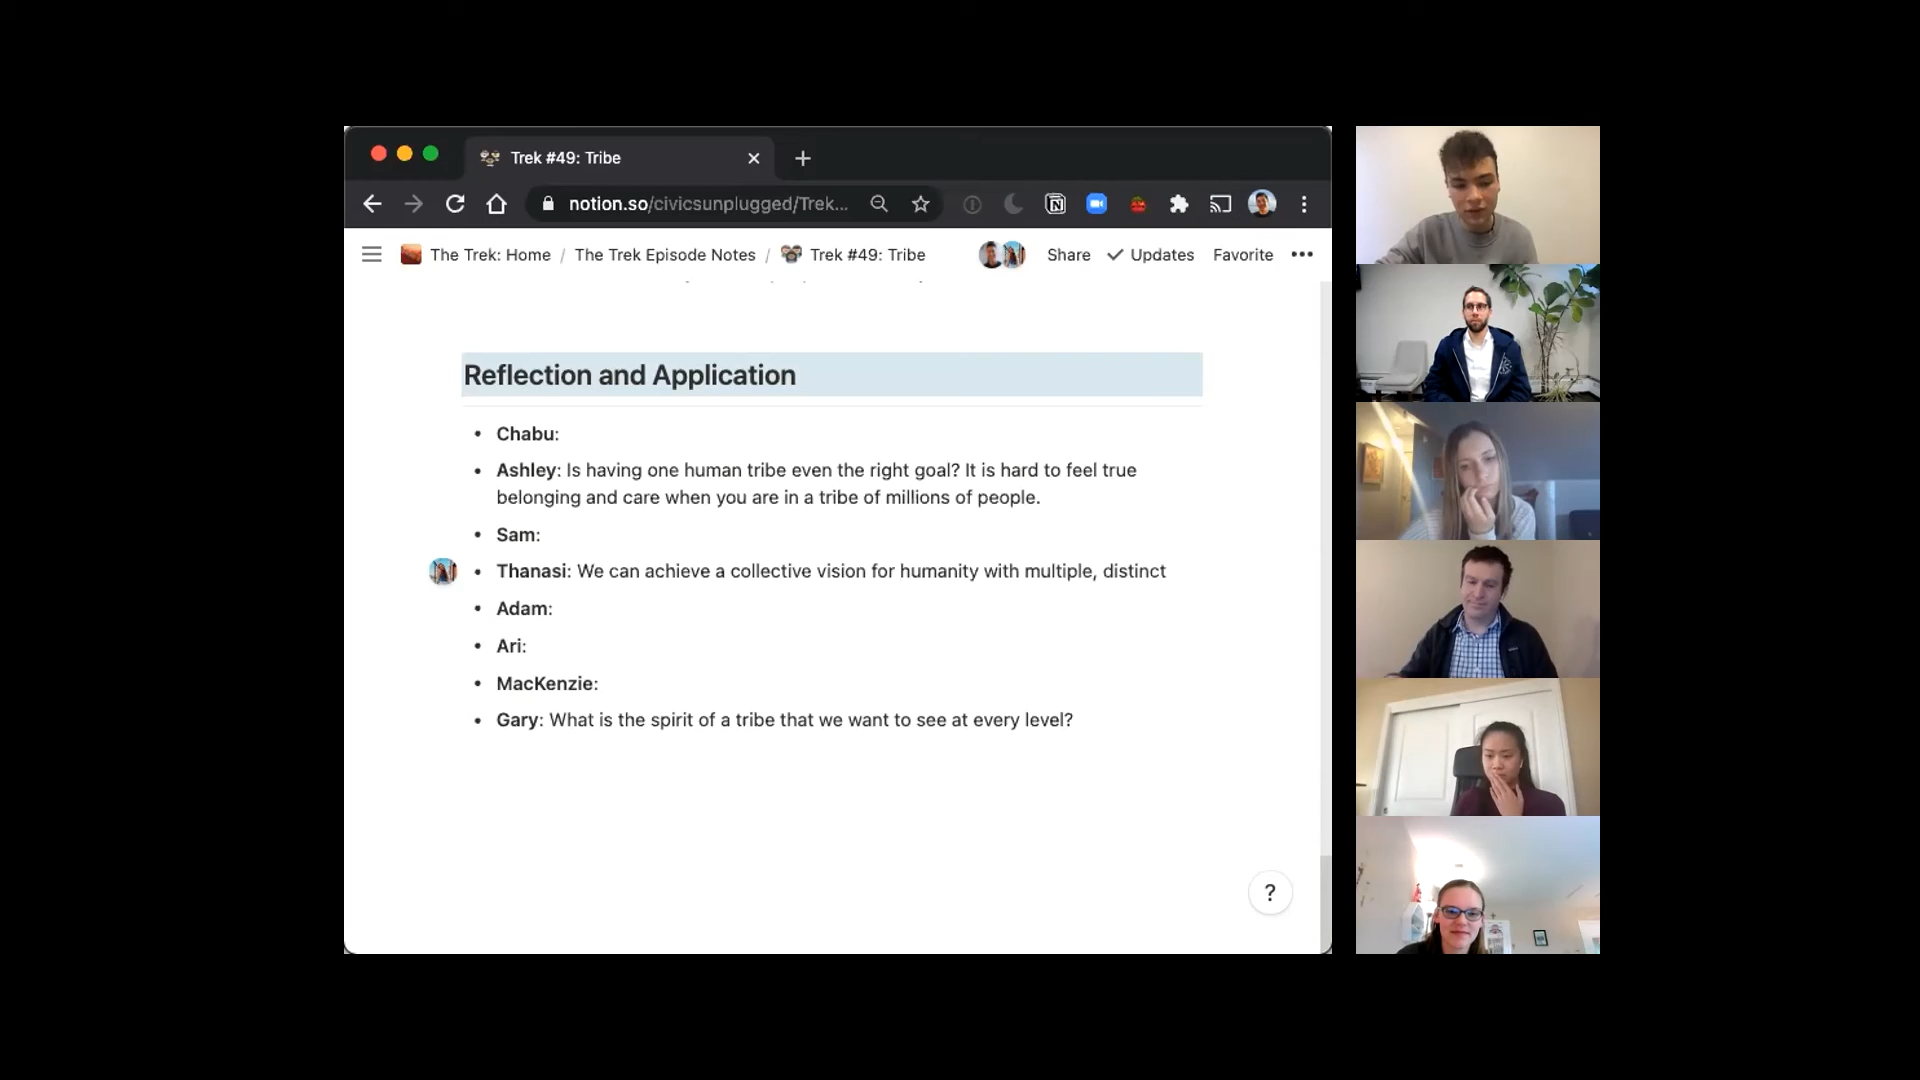 Trek #49: Tribe
notion.so/civicsunplugged/Trek...
The Trek: Home / The Trek Episode Notes / Trek #49: Tribe
Share Updates Favorite
Reflection and Application
• Chabu:
• Ashley: Is having one human tribe even the right goal? It is hard to feel true
belonging and care when you are in a tribe of millions of people.
• Sam:
• Thanasi: We can achieve a collective vision for humanity with multiple, distinct
• Adam:
• Ari:
• MacKenzie:
• Gary: What is the spirit of a tribe that we want to see at every level?
?